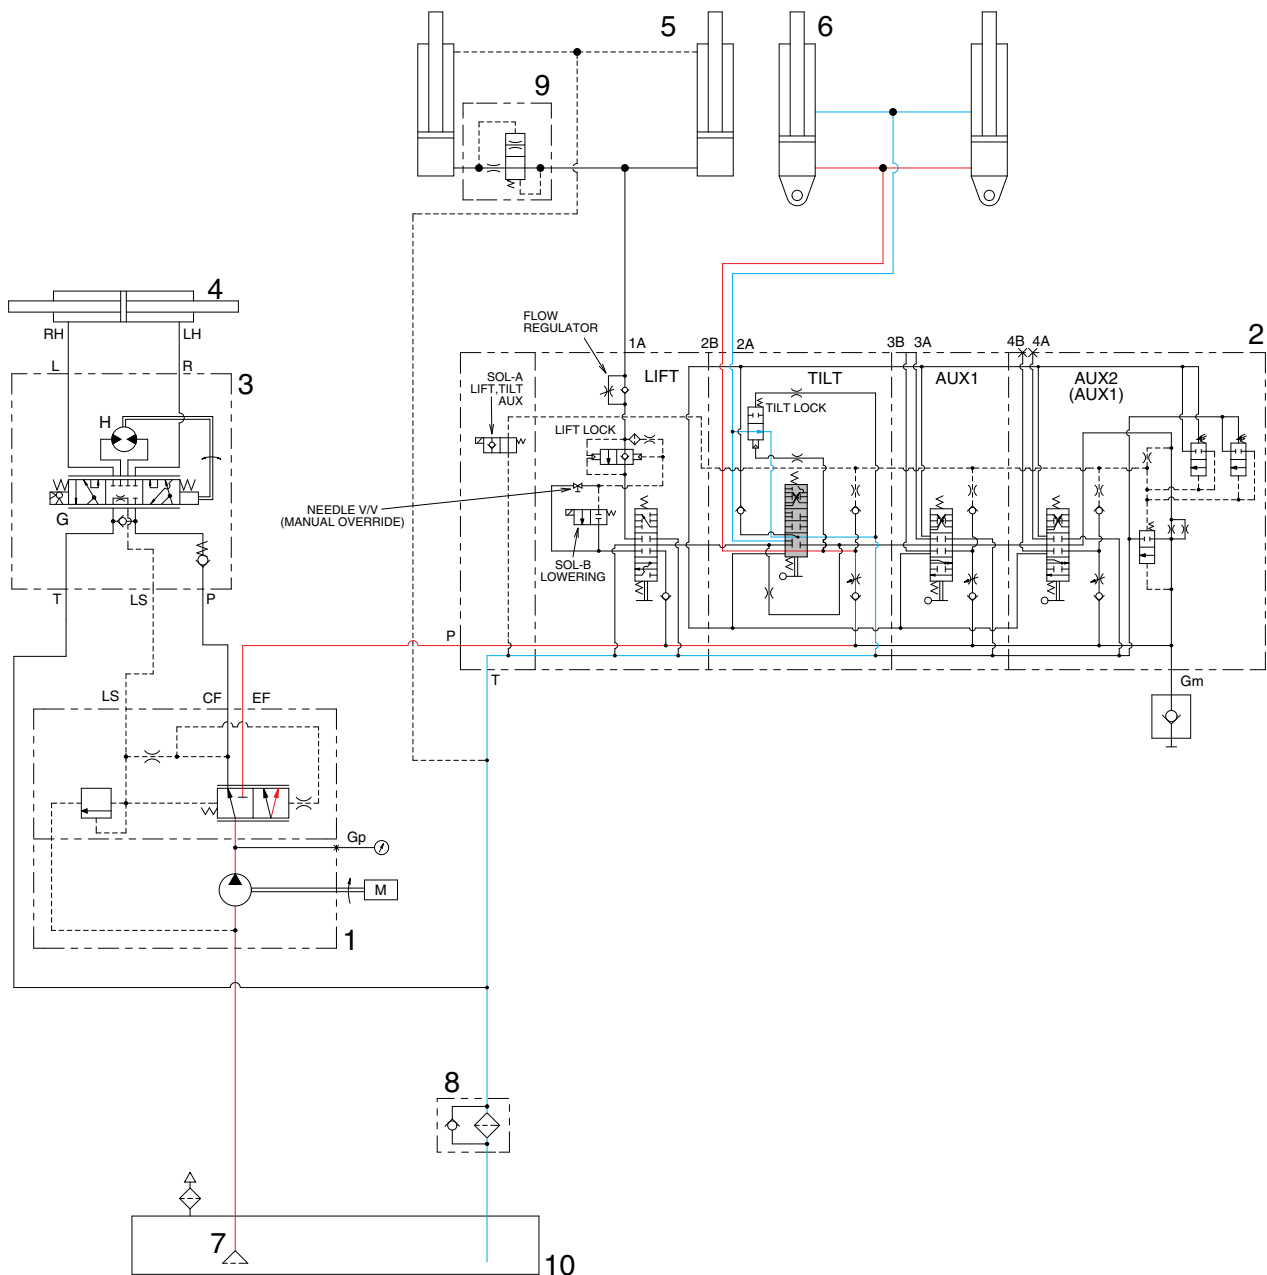 5
6
9
4
RH
LH
L
R
3
H
G
T
LS
P
FLOW
REGULATOR
1A
2B
2A
3B
3A
4B
4A
2
SOL-A
LIFT,TILT
AUX
LIFT
TILT
AUX1
AUX2
(AUX1)
TILT LOCK
LIFT LOCK
NEEDLE V/V
(MANUAL OVERRIDE)
SOL-B
LOWERING
P
T
Gm
LS
CF
EF
Gp
M
1
8
7
10